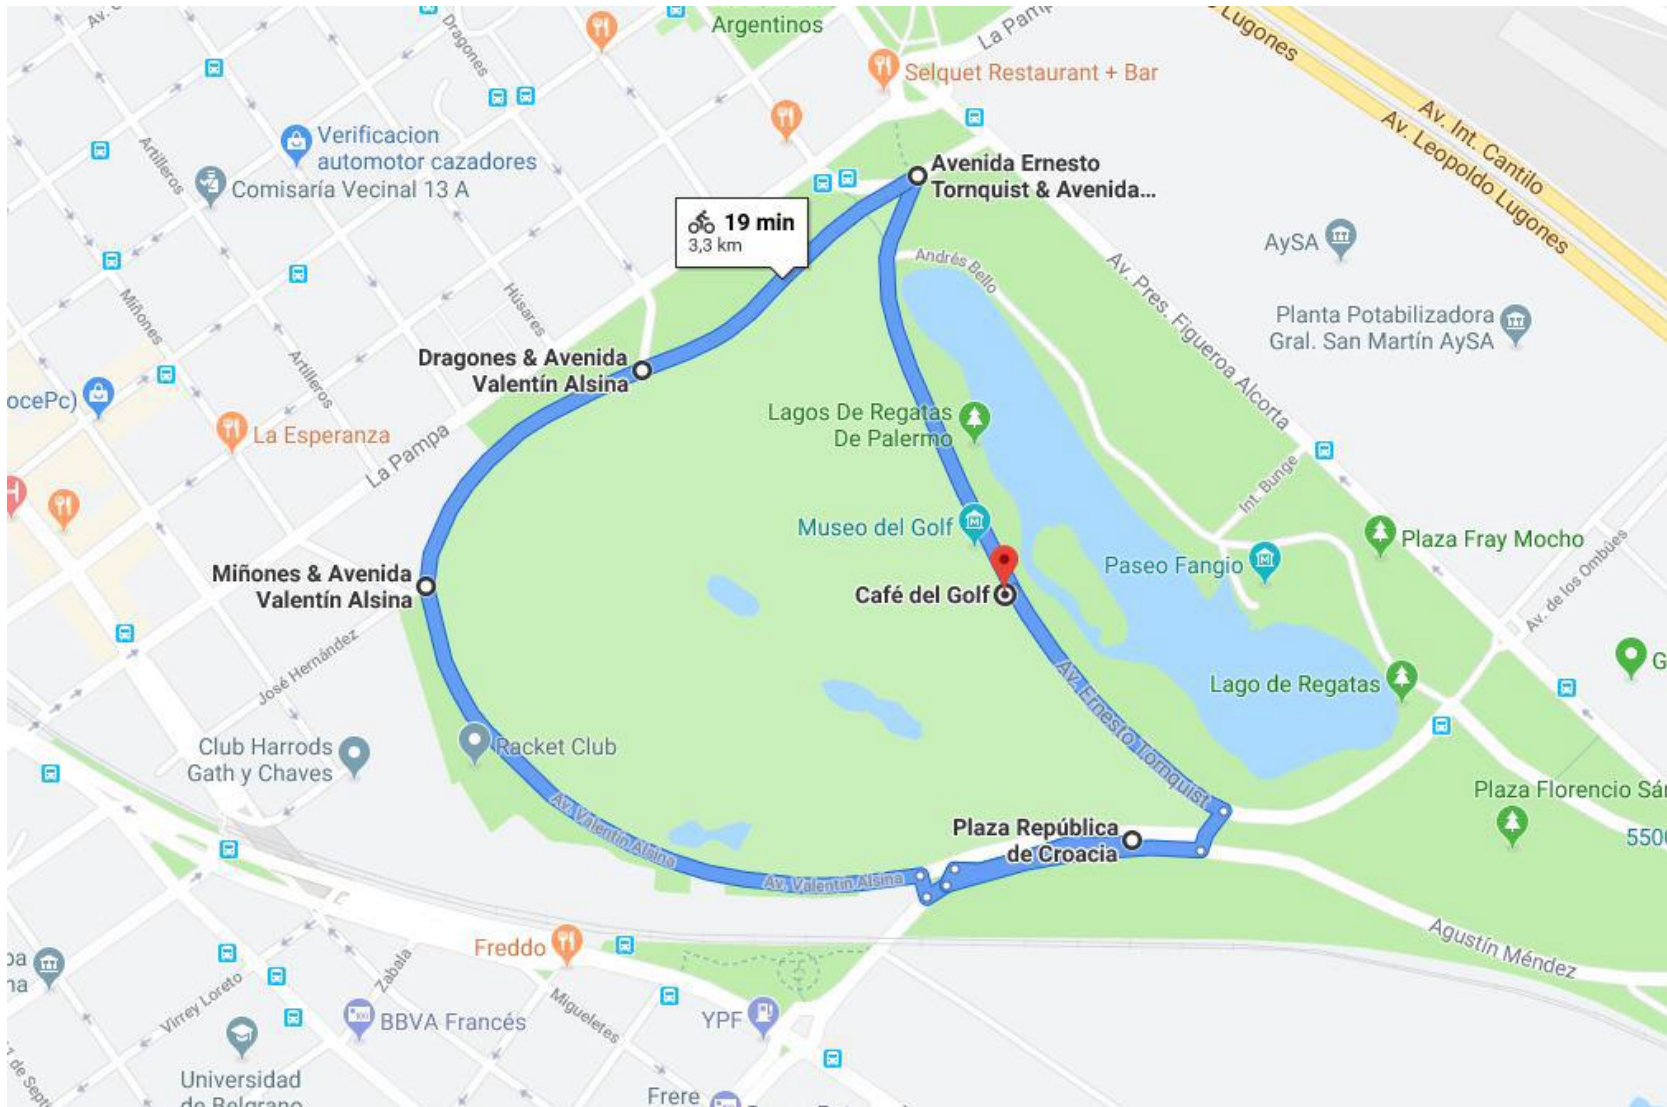 Argentinos
Dragones
La Pamp
Lugones
Selquet Restaurant + Bar
Av. Int. Cantilo
Av. Leopoldo Lugones
Verificacion
automotor cazadores
Artilleros
Comisaría Vecinal 13 A
Avenida Ernesto
Tornquist & Avenida...
19 min
3,3 km
AySA
Andrés Bello
Av. Pres. Figueroa Alcorta
Planta Potabilizadora
Gral. San Martín AySA
Miñones
Húsares
Artilleros
Dragones & Avenida
Valentín Alsina
ocePc)
La Esperanza
La Pampa
Lagos De Regatas
De Palermo
Int. Bunge
Museo del Golf
Plaza Fray Mocho
Paseo Fangio
Av. de los Ombúes
Miñones & Avenida
Valentín Alsina
Café del Golf
José Hernández
G
Lago de Regatas
Av. Ernesto Tornquist
Club Harrods
Gath y Chaves
Racket Club
Plaza Florencio Sár
Av. Valentín Alsina
Plaza República
de Croacia
5500
Av. Valentín Alsina
Agustín Méndez
Freddo
Zabala
Virrey Loreto
Migueletes
BBVA Francés
YPF
Universidad
de Belgrano
Frere